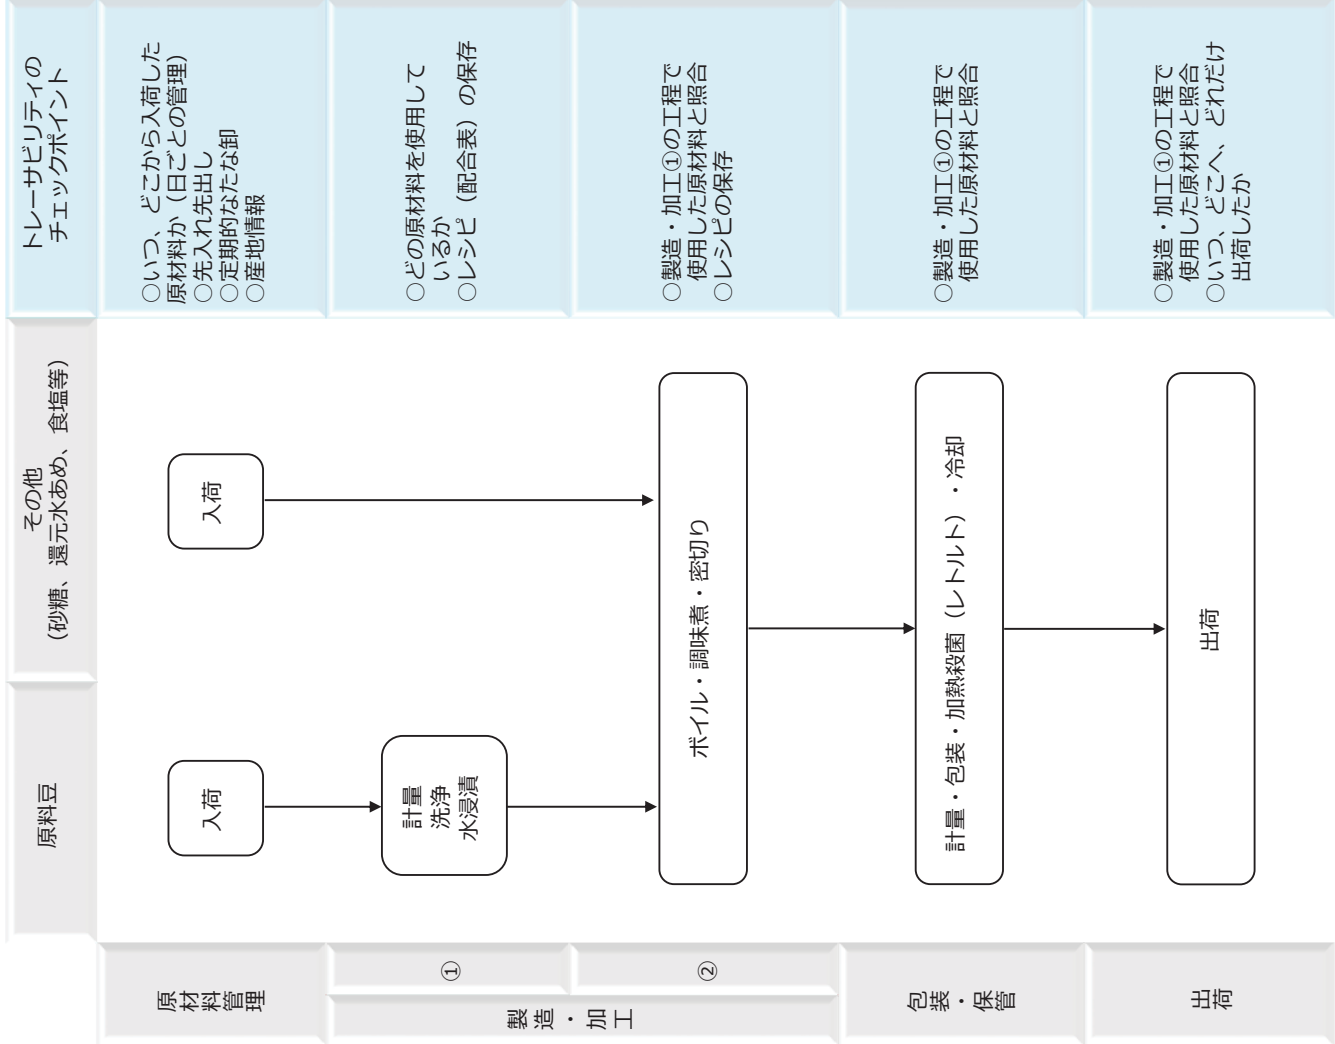 原料豆
その他
(砂糖、還元水あめ、食塩等)
トレーサビリティの
チェックポイント
原材料管理
入荷
入荷
○いつ、どこから入荷した
原材料か（日ごとの管理）
○先入れ先出し
○定期的なたな卸
○産地情報
製造・加工
①
計量
洗浄
水浸漬
○どの原材料を使用して
いるか
○レシピ（配合表）の保存
②
ボイル・調味煮・密切り
○製造・加工①の工程で
使用した原材料と照合
○レシピの保存
包装・保管
計量・包装・加熱殺菌（レトルト）・冷却
○製造・加工①の工程で
使用した原材料と照合
出荷
出荷
○製造・加工①の工程で
使用した原材料と照合
○いつ、どこへ、どれだけ
出荷したか